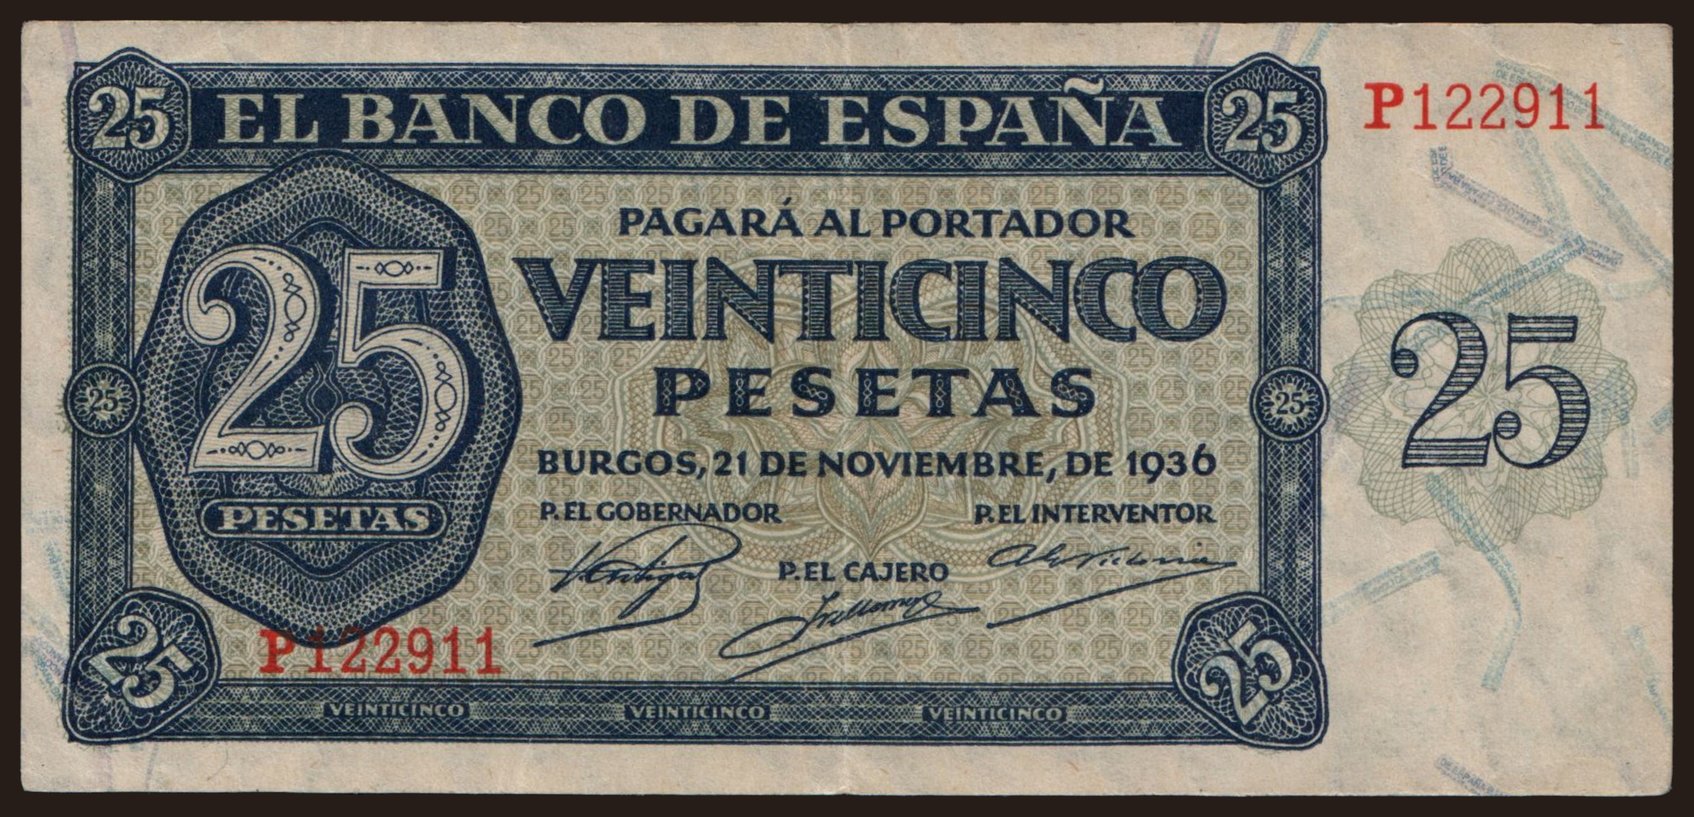 25 EL BANCO DE ESPAÑA 25
P122911
PAGARÁ AL PORTADOR
VEINTICINCO
PESETAS
25
PESETAS
25
25
25
BURGOS, 21 DE NOVIEMBRE, DE 1936
P. EL GOBERNADOR P. EL INTERVENTOR
P. EL CAJERO
P122911
25
25
VEINTICINCO VEINTICINCO VEINTICINCO